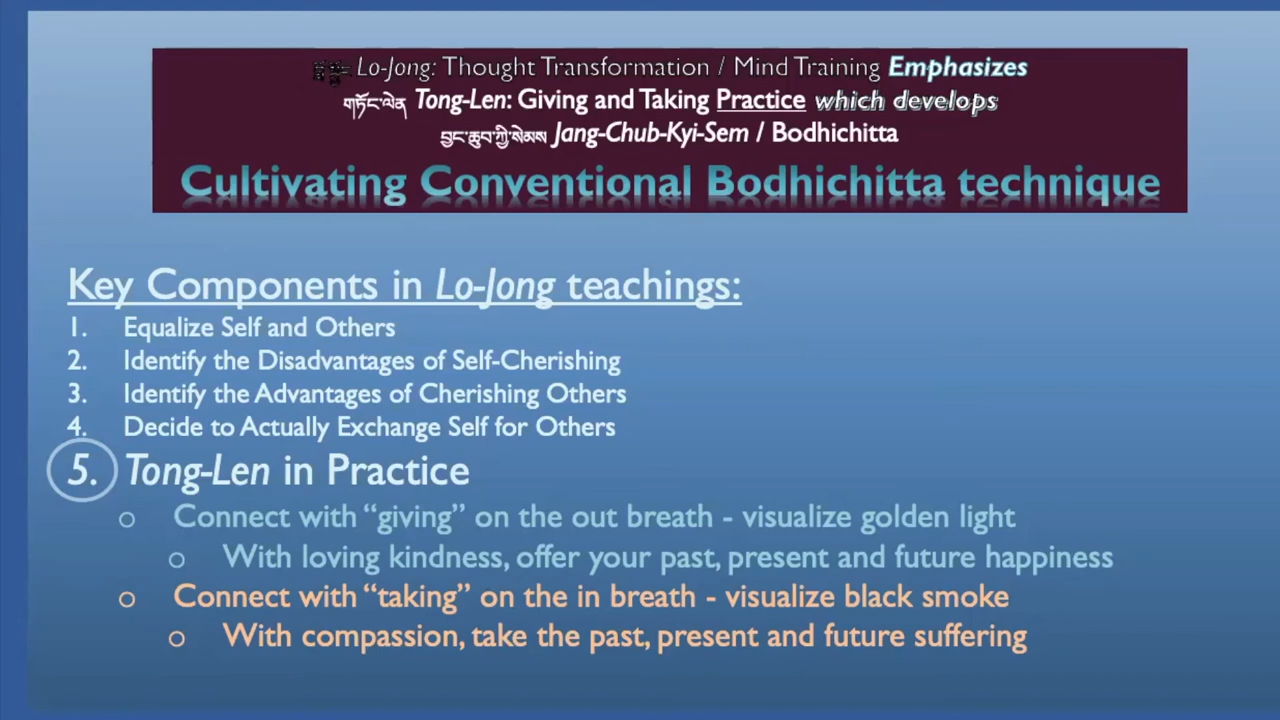 Lo-Jong: Thought Transformation / Mind Training Emphasizes
གཏོང་ལེན Tong-Len: Giving and Taking Practice which develops
བྱང་ཆུབ་ཀྱི་སེམས Jang-Chub-Kyi-Sem / Bodhichitta
Cultivating Conventional Bodhichitta technique
Key Components in Lo-Jong teachings:
1. Equalize Self and Others
2. Identify the Disadvantages of Self-Cherishing
3. Identify the Advantages of Cherishing Others
4. Decide to Actually Exchange Self for Others
5. Tong-Len in Practice
o Connect with “giving” on the out breath - visualize golden light
o With loving kindness, offer your past, present and future happiness
o Connect with “taking” on the in breath - visualize black smoke
o With compassion, take the past, present and future suffering